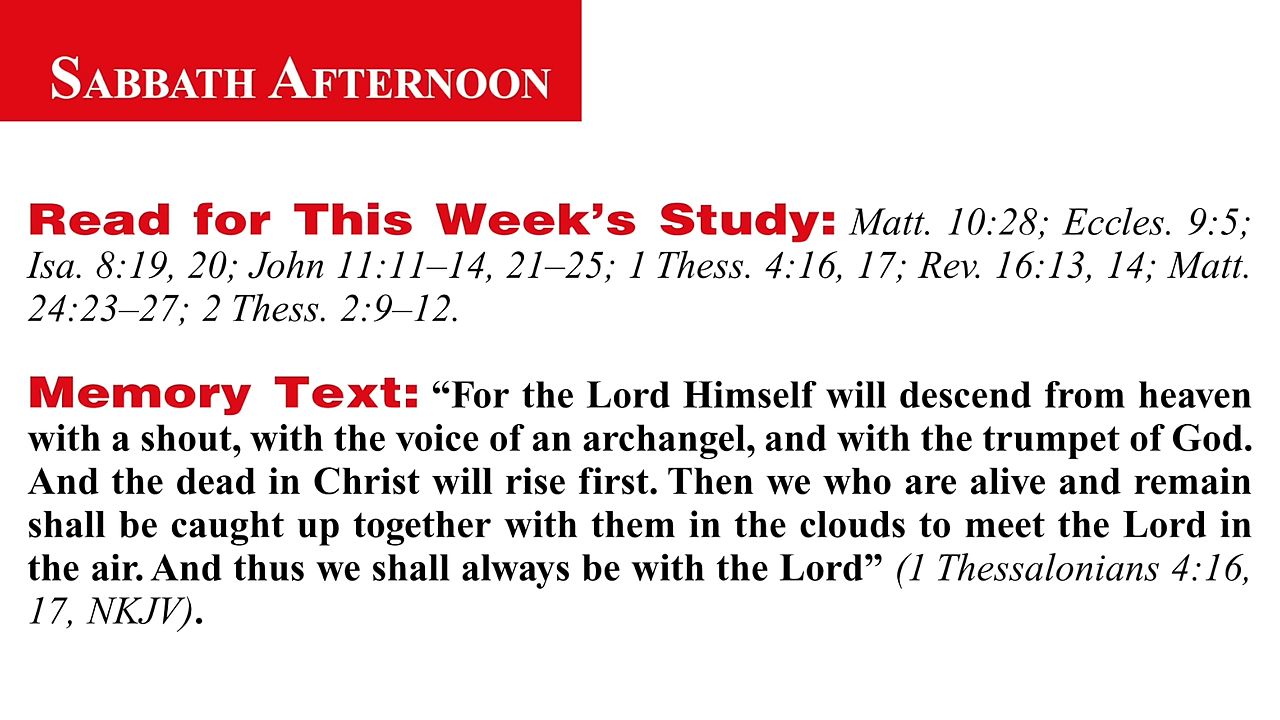 SABBATH AFTERNOON
Read for This Week’s Study: Matt. 10:28; Eccles. 9:5;
Isa. 8:19, 20; John 11:11–14, 21–25; 1 Thess. 4:16, 17; Rev. 16:13, 14; Matt.
24:23–27; 2 Thess. 2:9–12.
Memory Text: “For the Lord Himself will descend from heaven
with a shout, with the voice of an archangel, and with the trumpet of God.
And the dead in Christ will rise first. Then we who are alive and remain
shall be caught up together with them in the clouds to meet the Lord in
the air. And thus we shall always be with the Lord” (1 Thessalonians 4:16,
17, NKJV).